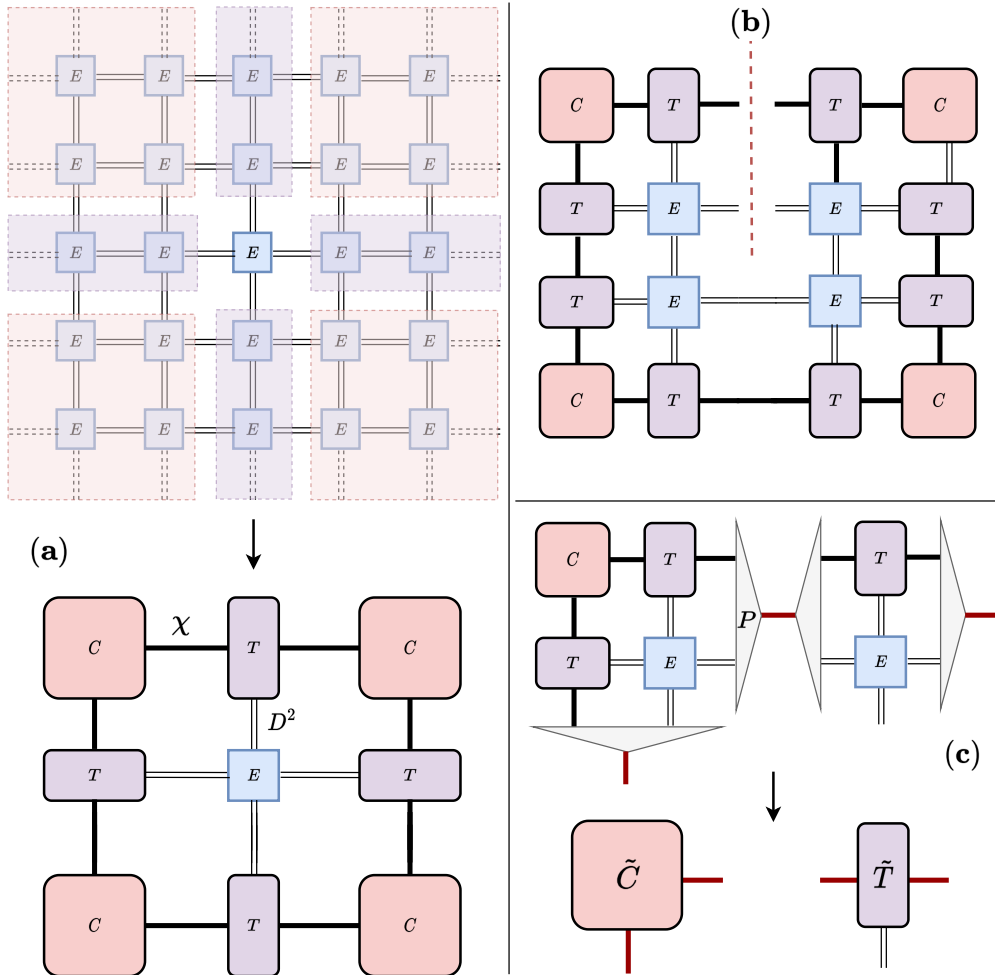 E E E E E
E E E E E
E E E E E
E E E E E
E E E E E
(a)
C χ T C
D²
T E T
C T C
(b)
C T T C
T E E T
T E E T
C T T C
C T T
P
T E E
(c)
C̃ T̃